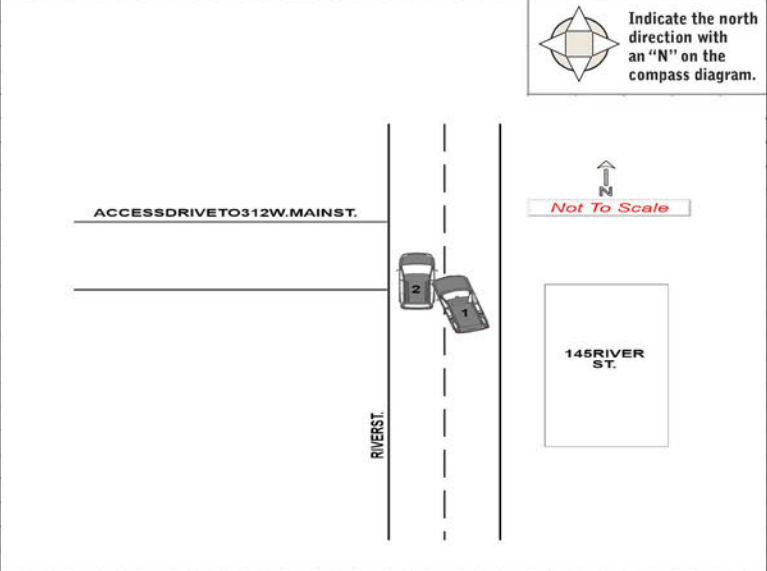 Indicate the north
direction with
an “N” on the
compass diagram.
N
Not To Scale
ACCESSDRIVETO312W.MAINST.
2
1
145RIVER
ST.
RIVERST.